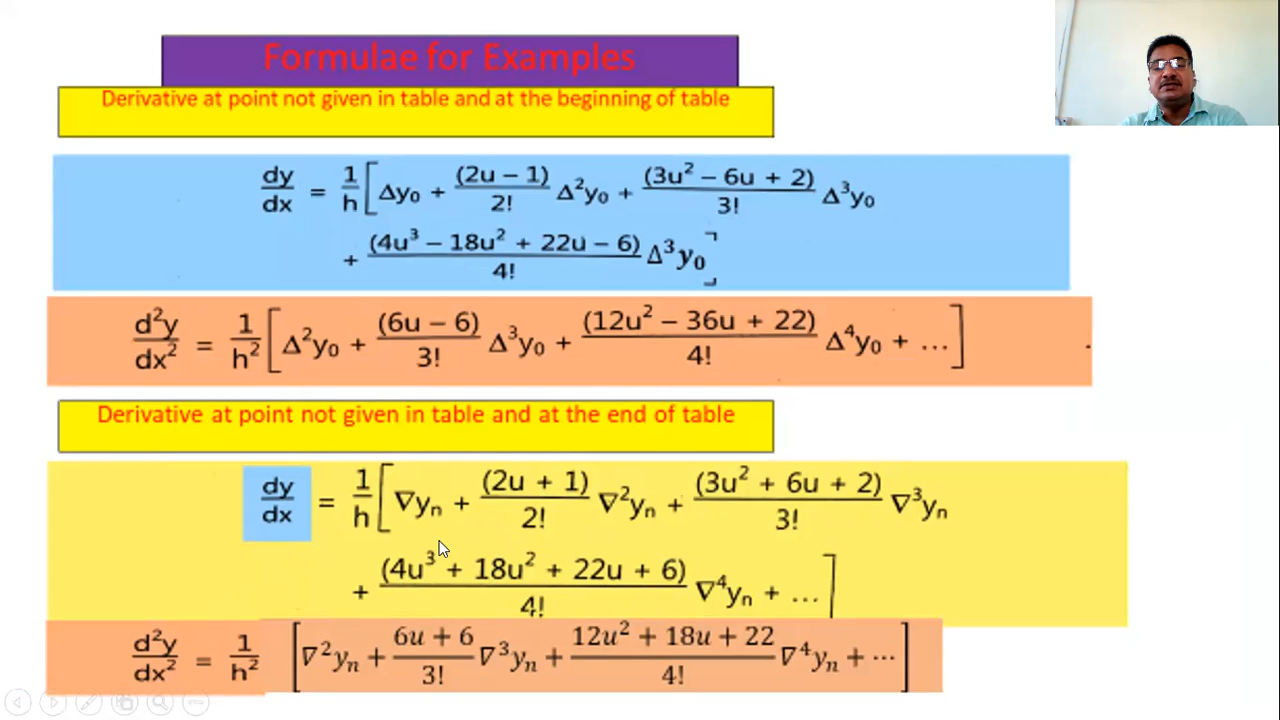 Formulae for Examples
Derivative at point not given in table and at the beginning of table
dy/dx = 1/h [ Δy₀ + (2u − 1)/2! Δ²y₀ + (3u² − 6u + 2)/3! Δ³y₀
+ (4u³ − 18u² + 22u − 6)/4! Δ³y₀ ]
d²y/dx² = 1/h² [ Δ²y₀ + (6u − 6)/3! Δ³y₀ + (12u² − 36u + 22)/4! Δ⁴y₀ + ... ]
Derivative at point not given in table and at the end of table
dy/dx = 1/h [ ∇yₙ + (2u + 1)/2! ∇²yₙ + (3u² + 6u + 2)/3! ∇³yₙ
+ (4u³ + 18u² + 22u + 6)/4! ∇⁴yₙ + ... ]
d²y/dx² = 1/h² [ ∇²yₙ + 6u + 6/3! ∇³yₙ + 12u² + 18u + 22/4! ∇⁴yₙ + ⋯ ]